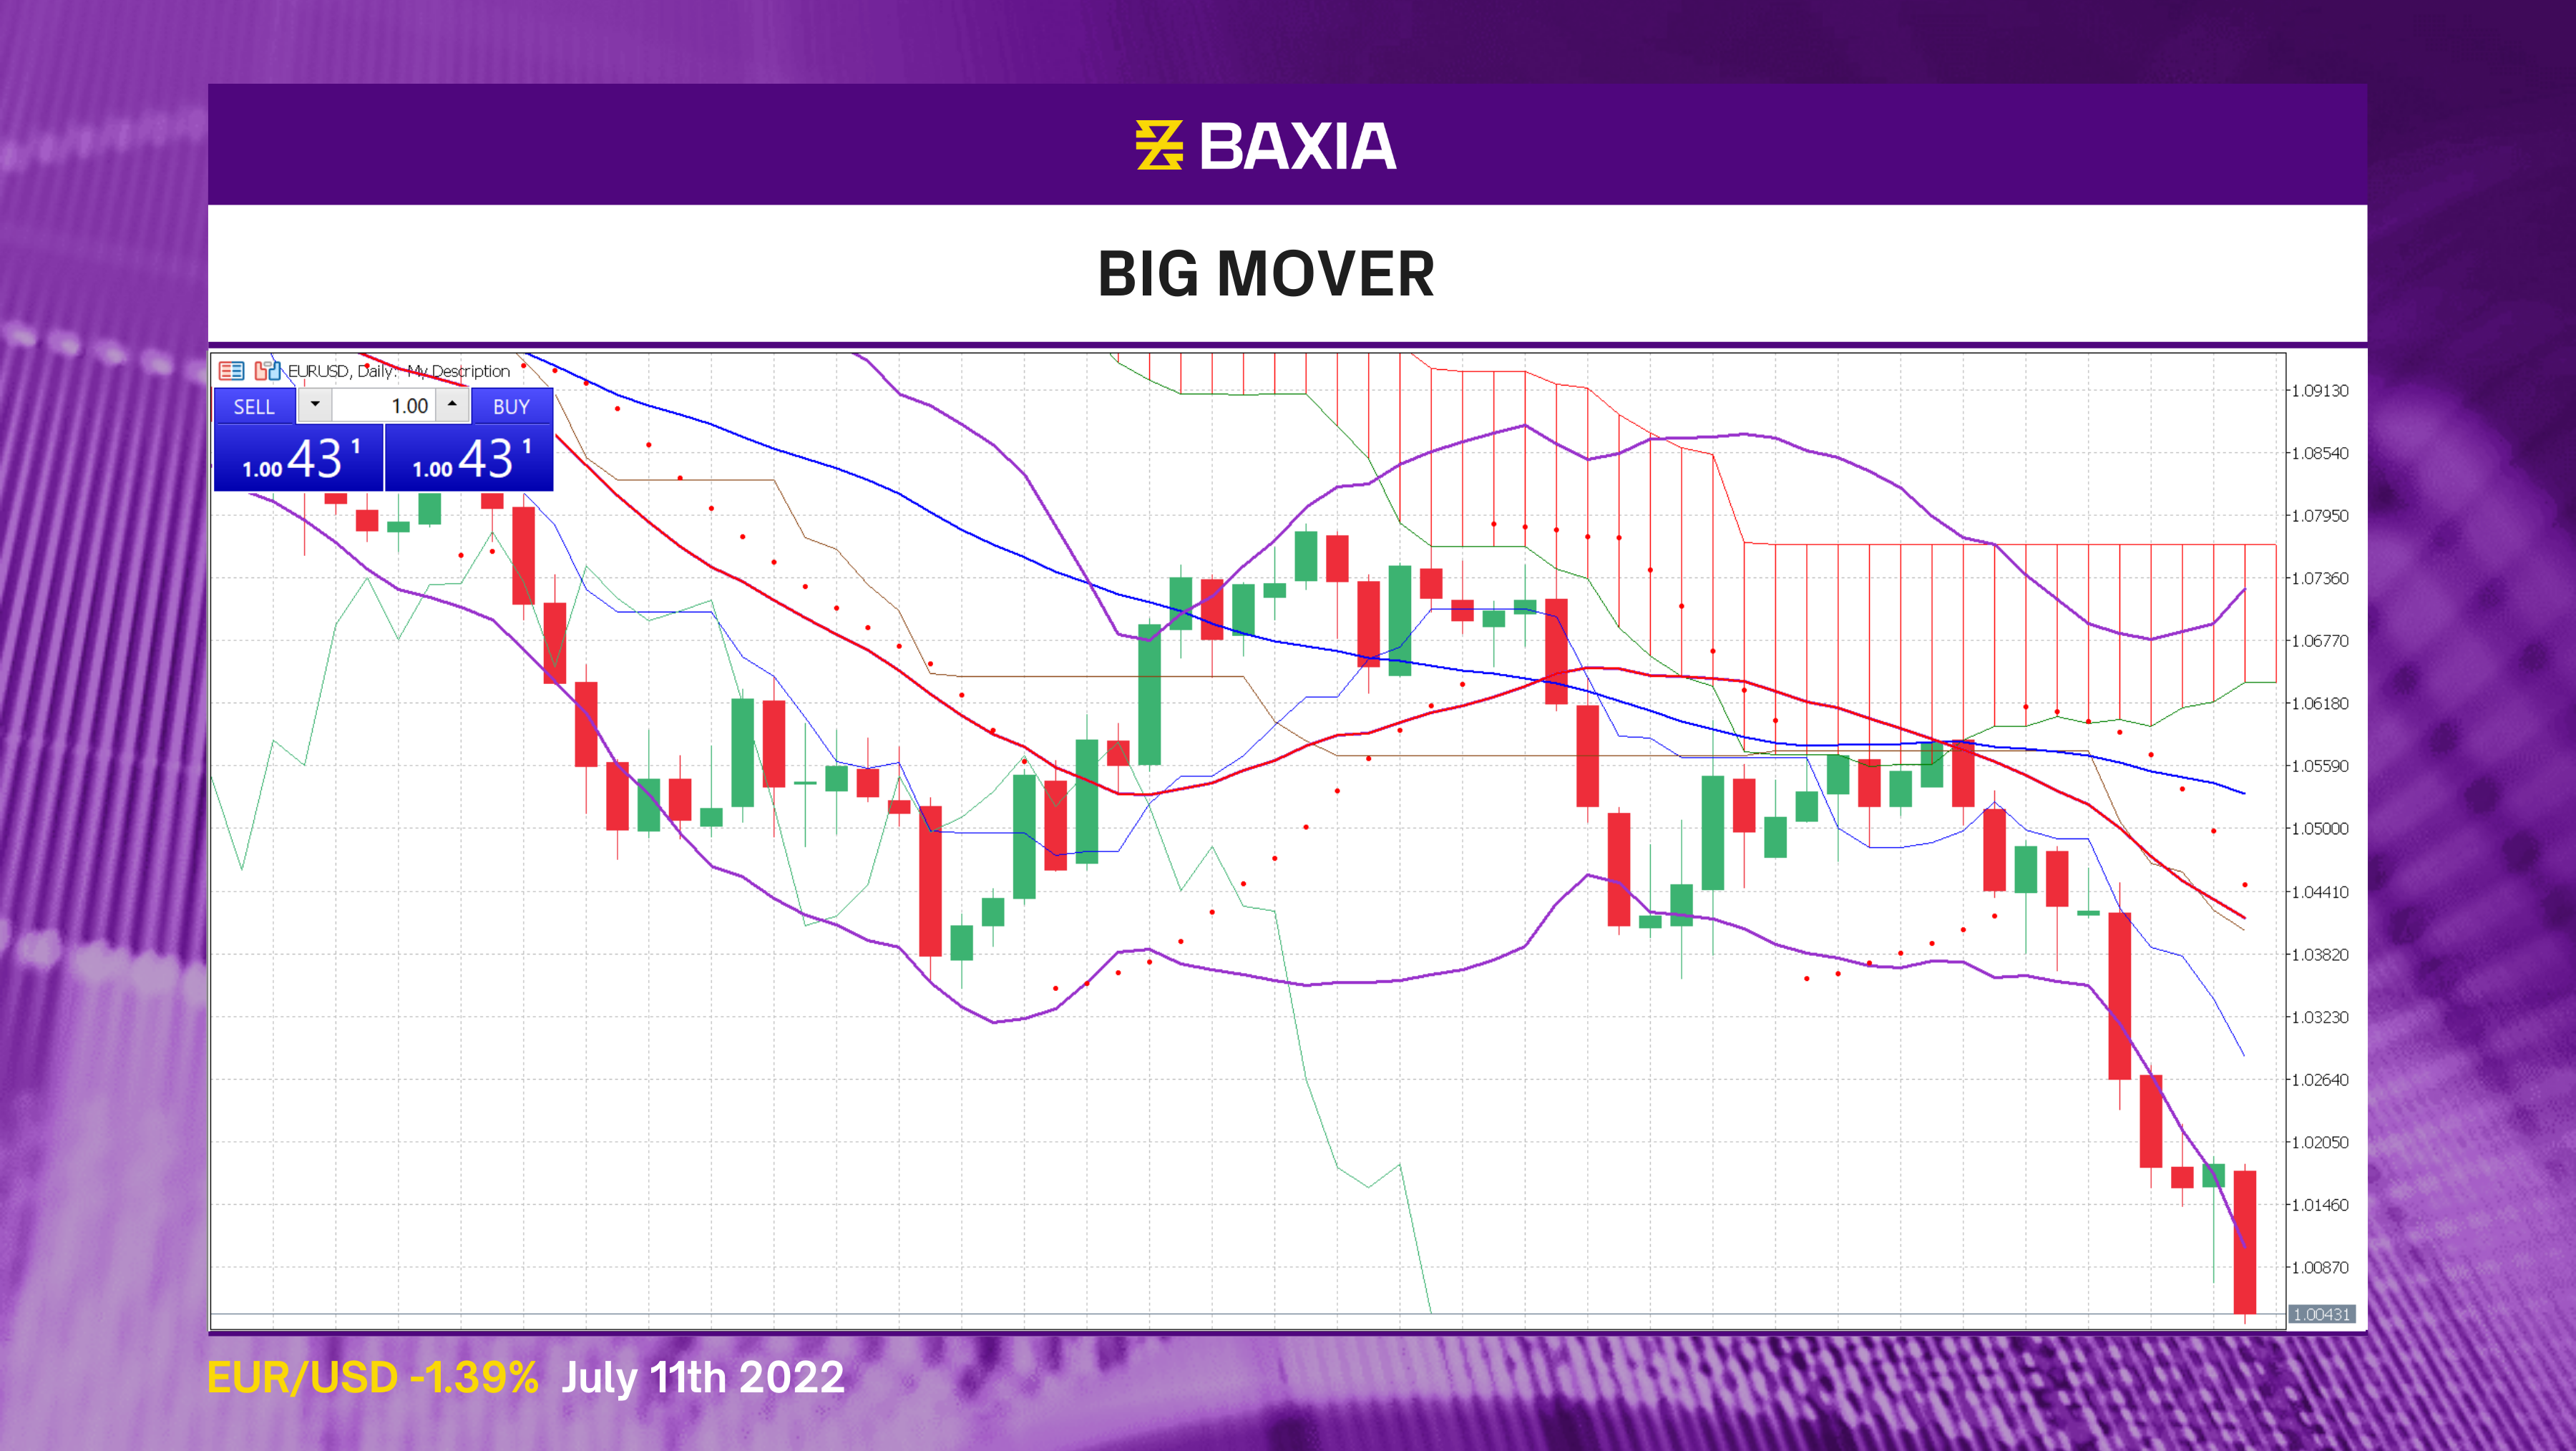 BAXIA
BIG MOVER
EURUSD, Daily: My Description
SELL 1.00 BUY
1.00 43 1 1.00 43 1
1.09130
1.08540
1.07950
1.07360
1.06770
1.06180
1.05590
1.05000
1.04410
1.03820
1.03230
1.02640
1.02050
1.01460
1.00870
1.00431
EUR/USD -1.39% July 11th 2022